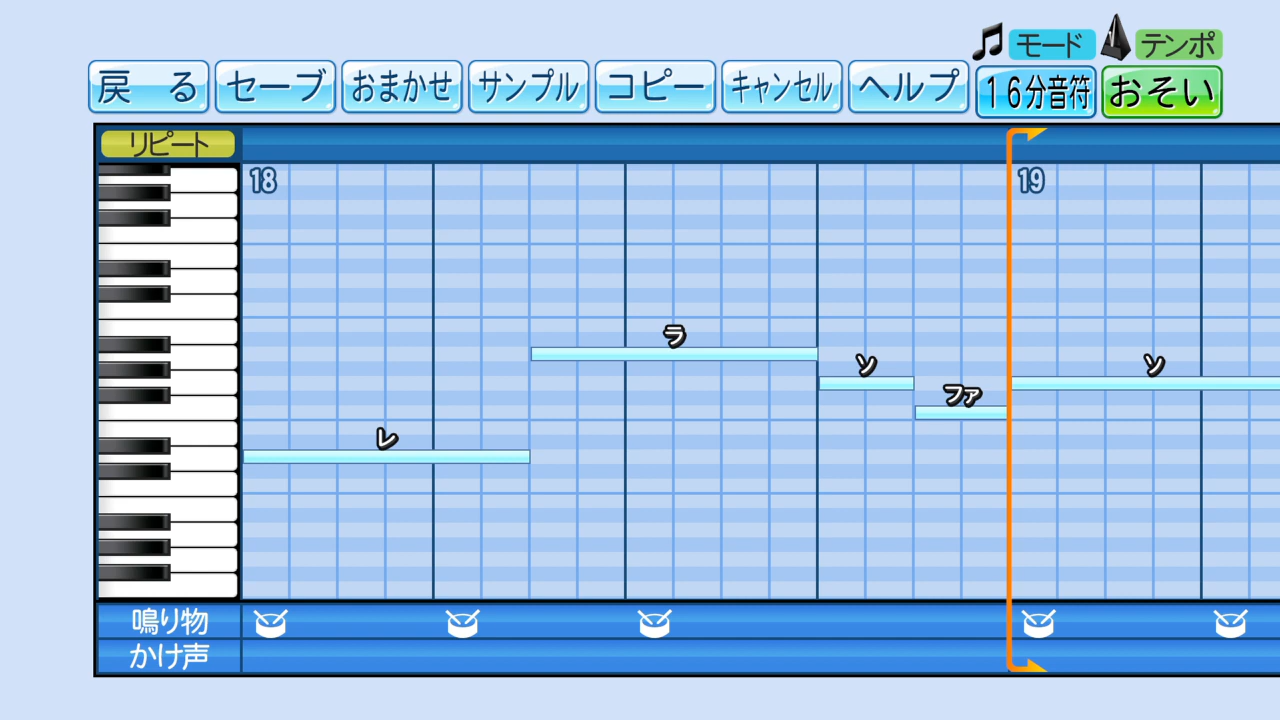 モード テンポ
戻る セーブ おまかせ サンプル コピー キャンセル ヘルプ 16分音符 おそい
リピート
18 19
ラ
ソ ソ
ファ
レ
鳴り物
かけ声